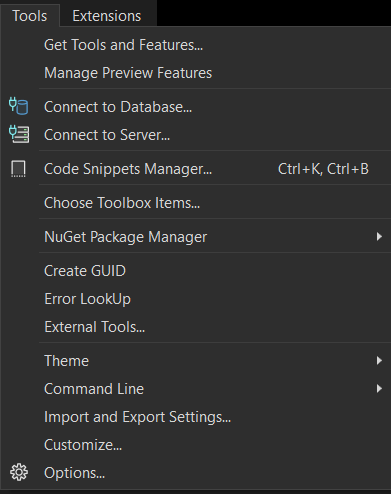 Tools Extensions
Get Tools and Features...
Manage Preview Features
Connect to Database...
Connect to Server...
Code Snippets Manager... Ctrl+K, Ctrl+B
Choose Toolbox Items...
NuGet Package Manager
Create GUID
Error LookUp
External Tools...
Theme
Command Line
Import and Export Settings...
Customize...
Options...